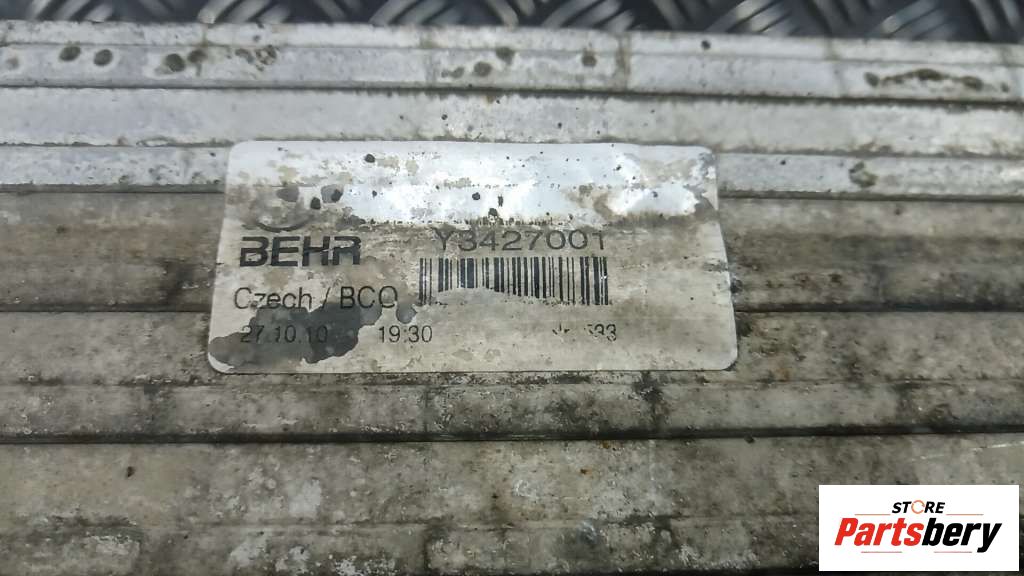 BEHR Y3427001
Czech / BCO
27.10.10 19:30
STORE
Partsbery